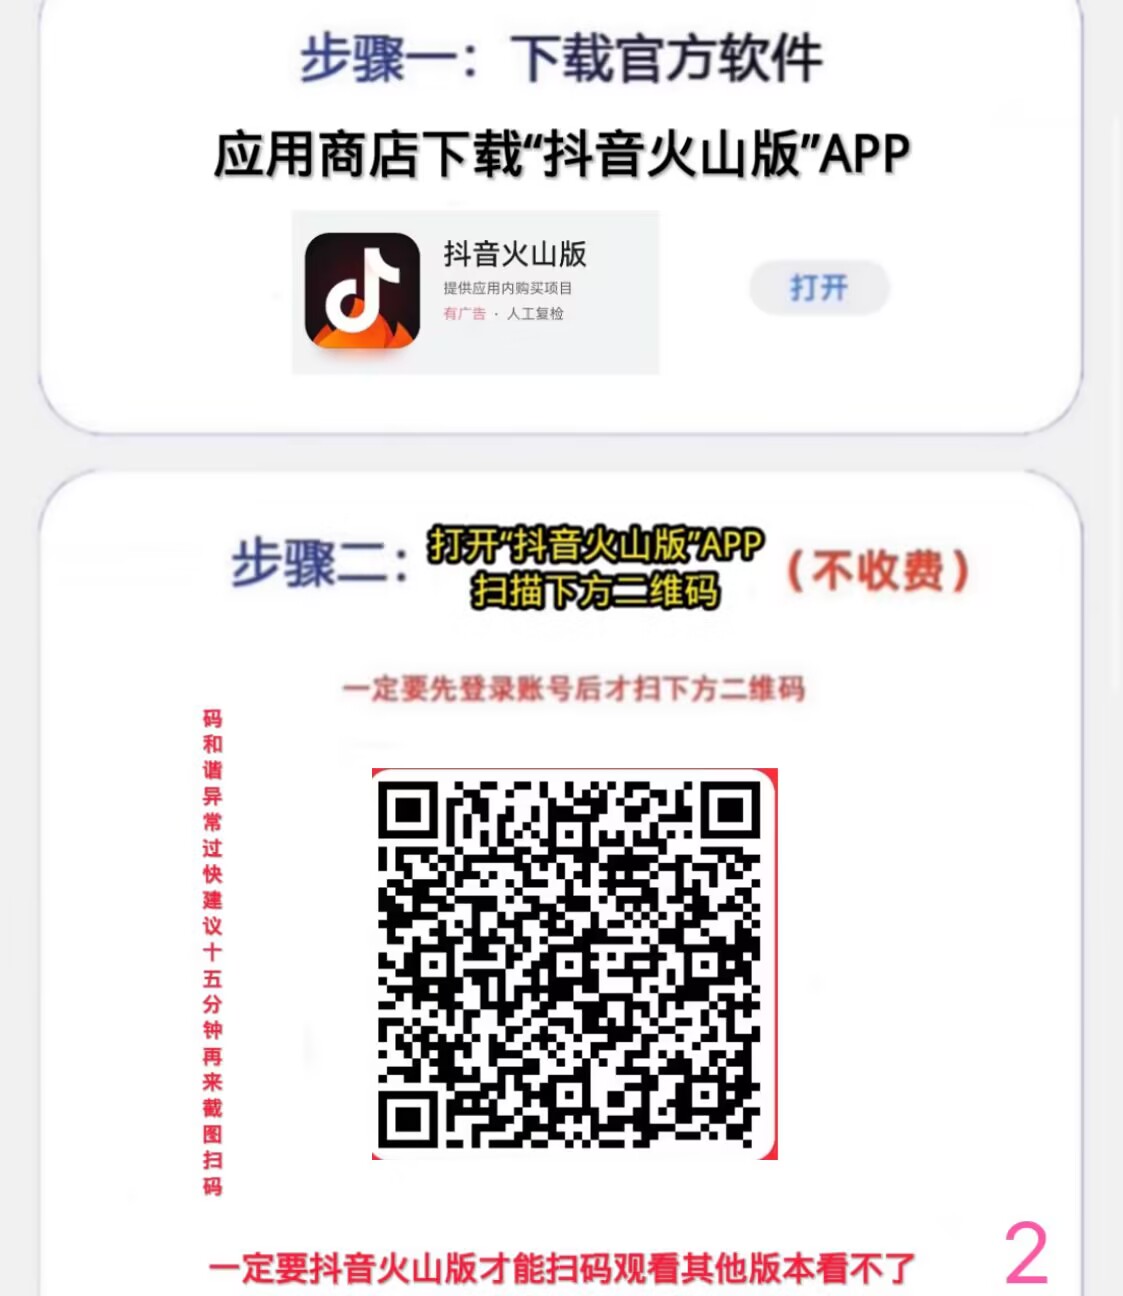 步骤一：下载官方软件
应用商店下载“抖音火山版”APP
抖音火山版
提供应用内购买项目
有广告 · 人工复检
打开
步骤二：
打开“抖音火山版”APP
扫描下方二维码
（不收费）
一定要先登录账号后才扫下方二维码
码和谐异常过快建议十五分钟再来截图扫码
一定要抖音火山版才能扫码观看其他版本看不了
2